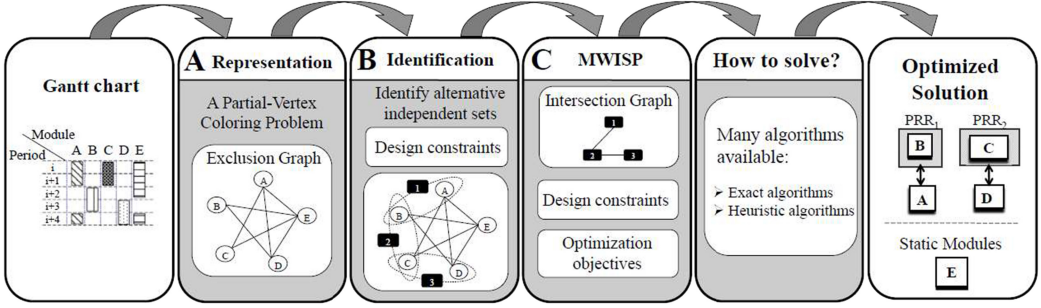 Gantt chart
Module
Period
A B C D E
i
i+1
i+2
i+3
i+4
A Representation
A Partial-Vertex
Coloring Problem
Exclusion Graph
A
B
E
C
D
B Identification
Identify alternative
independent sets
Design constraints
1
A
B
E
2
C
D
3
C MWISP
Intersection Graph
1
2
3
Design constraints
Optimization
objectives
How to solve?
Many algorithms
available:
➢ Exact algorithms
➢ Heuristic algorithms
Optimized
Solution
PRR1 PRR2
B C
A D
Static Modules
E